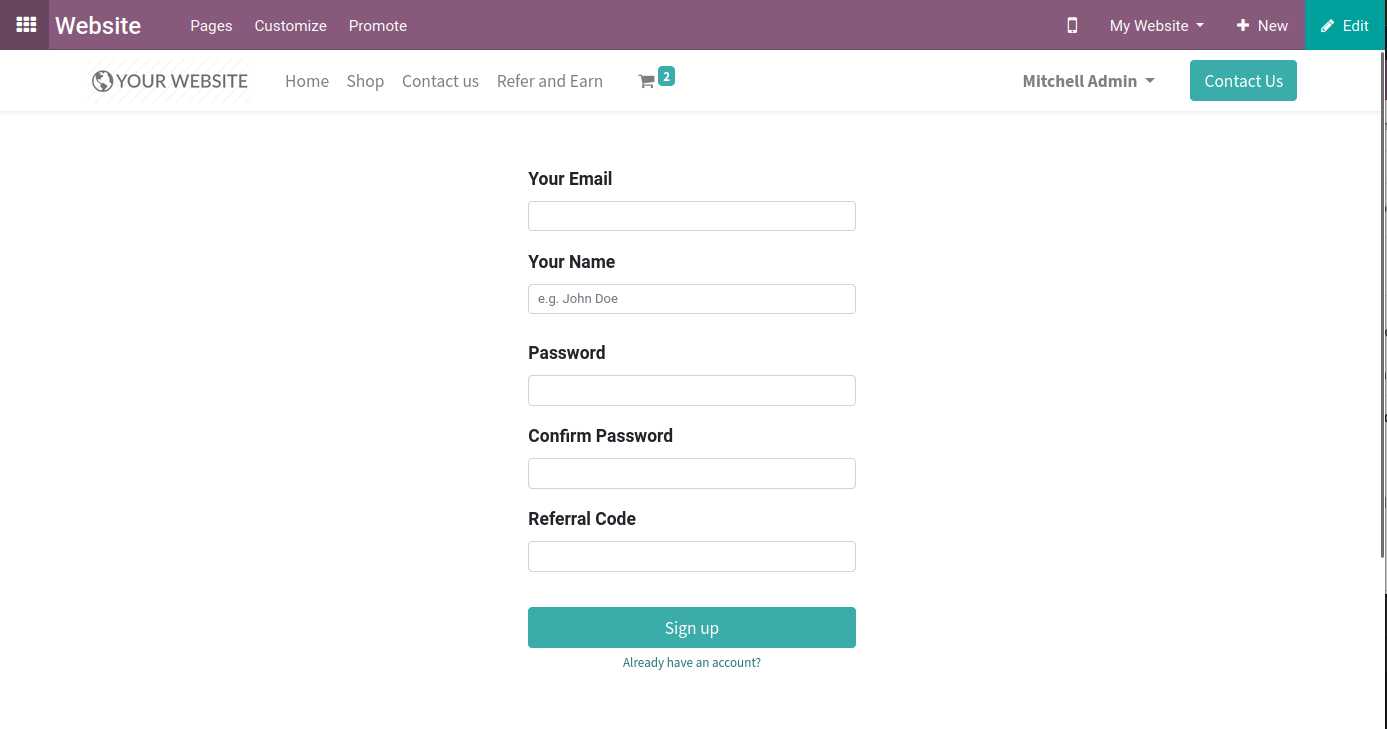 Website Pages Customize Promote My Website New Edit
YOUR WEBSITE Home Shop Contact us Refer and Earn 2 Mitchell Admin Contact Us
Your Email
Your Name
e.g. John Doe
Password
Confirm Password
Referral Code
Sign up
Already have an account?